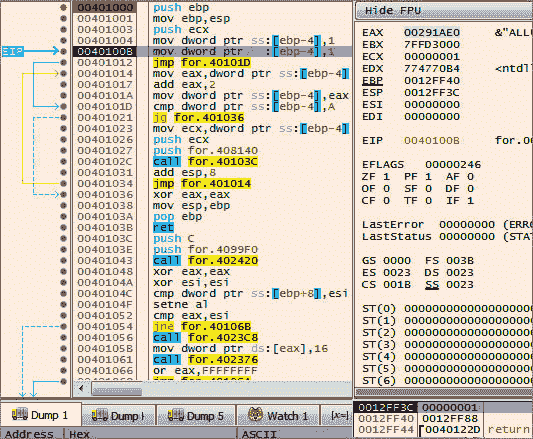 Hide FPU
EIP
00401000 push ebp
00401001 mov ebp,esp
00401003 push ecx
00401004 mov dword ptr ss:[ebp-4],1
0040100B mov dword ptr ss:[ebp-4],1
00401012 jmp for.40101D
00401014 mov eax,dword ptr ss:[ebp-4]
00401017 add eax,2
0040101A mov dword ptr ss:[ebp-4],eax
0040101D cmp dword ptr ss:[ebp-4],A
00401021 jg for.401036
00401023 mov ecx,dword ptr ss:[ebp-4]
00401026 push ecx
00401027 push for.408140
0040102C call for.40103C
00401031 add esp,8
00401034 jmp for.401014
00401036 xor eax,eax
00401038 mov esp,ebp
0040103A pop ebp
0040103B ret
0040103C push C
0040103E push for.4099F0
00401043 call for.402420
00401048 xor eax,eax
0040104A xor esi,esi
0040104C cmp dword ptr ss:[ebp+8],esi
0040104F setne al
00401052 cmp eax,esi
00401054 jne for.40106B
00401056 call for.4023C8
0040105B mov dword ptr ds:[eax],16
00401061 call for.402376
00401066 or eax,FFFFFFFF
EAX 00291AE0 &"ALLU
EBX 7FFD3000
ECX 00000001
EDX 774770B4 <ntdll
EBP 0012FF40
ESP 0012FF3C
ESI 00000000
EDI 00000000
EIP 0040100B for.00
EFLAGS 00000246
ZF 1 PF 1 AF 0
OF 0 SF 0 DF 0
CF 0 TF 0 IF 1
LastError 00000000 (ERRO
LastStatus 00000000 (STAT
GS 0000 FS 003B
ES 0023 DS 0023
CS 001B SS 0023
ST(0) 0000000000000000
ST(1) 0000000000000000
ST(2) 0000000000000000
ST(3) 0000000000000000
ST(4) 0000000000000000
ST(5) 0000000000000000
ST(6) 0000000000000000
Dump 1 Dump Dump 5 Watch 1 [x=]
Address Hex ASCII
0012FF3C 00000001
0012FF40 0012FF88
0012FF44 0040122D return